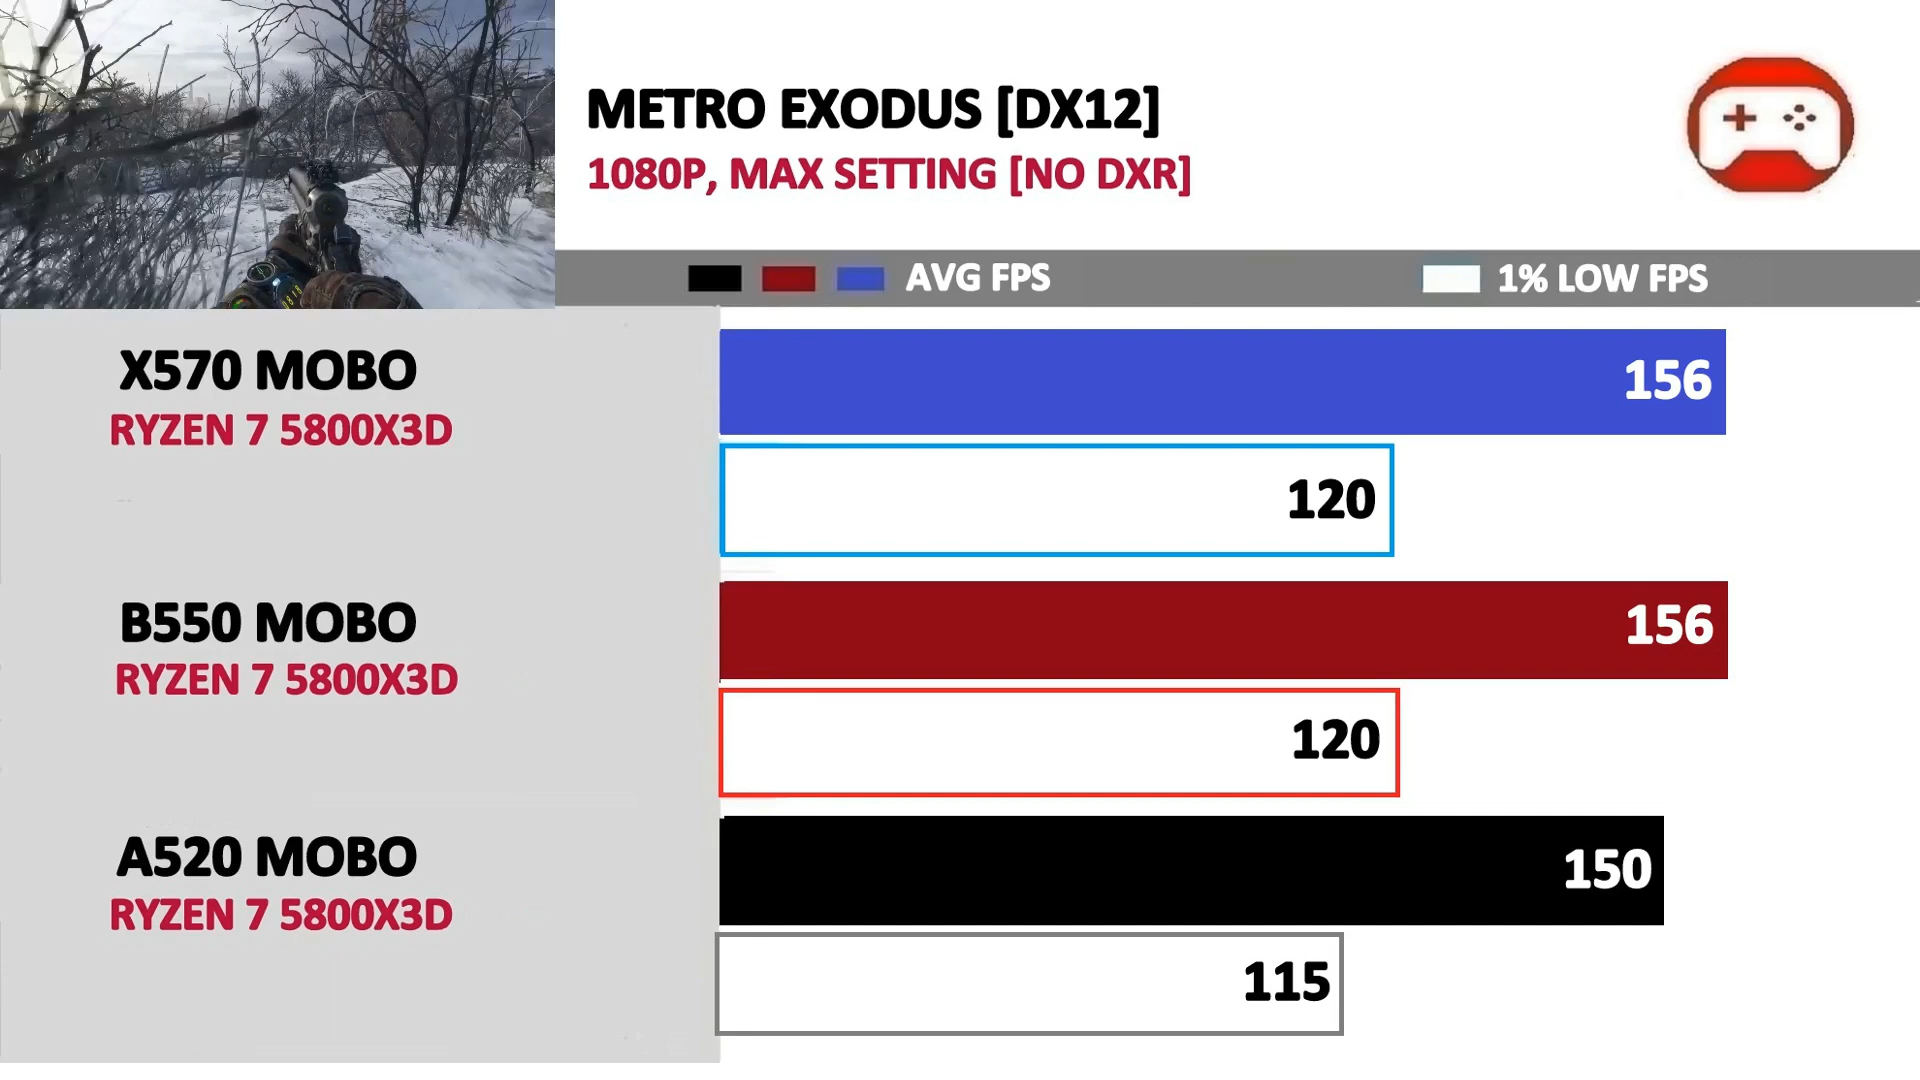 METRO EXODUS [DX12]
1080P, MAX SETTING [NO DXR]
AVG FPS
1% LOW FPS
X570 MOBO
RYZEN 7 5800X3D
156
120
B550 MOBO
RYZEN 7 5800X3D
156
120
A520 MOBO
RYZEN 7 5800X3D
150
115